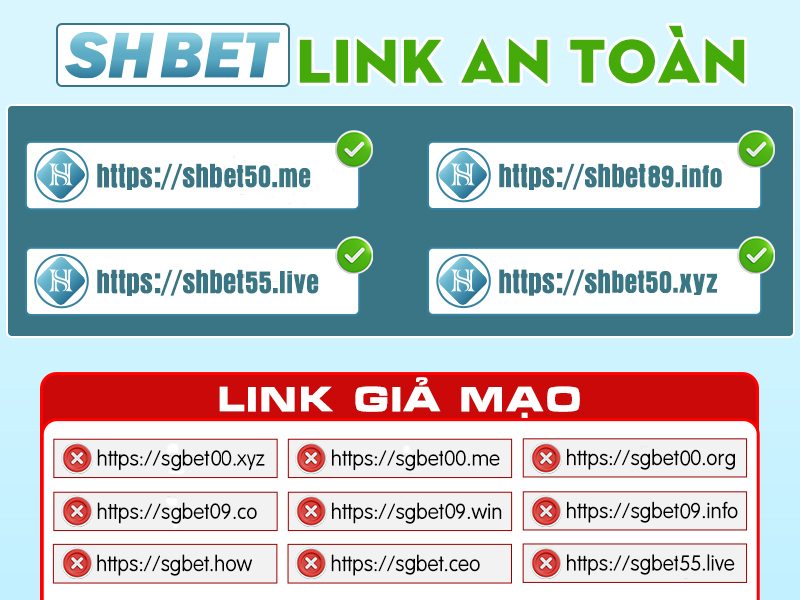 SHBET LINK AN TOÀN
https://shbet50.me
https://shbet89.info
https://shbet55.live
https://shbet50.xyz
LINK GIẢ MẠO
https://sgbet00.xyz
https://sgbet00.me
https://sgbet00.org
https://sgbet09.co
https://sgbet09.win
https://sgbet09.info
https://sgbet.how
https://sgbet.ceo
https://sgbet55.live